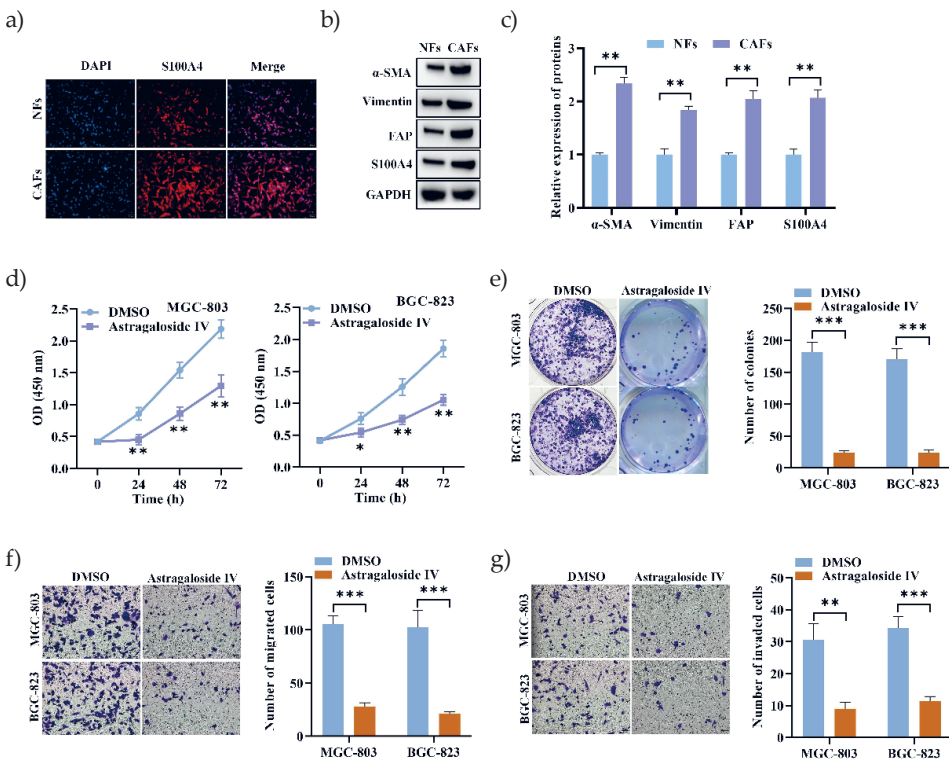 a)
DAPI S100A4 Merge
NFs
CAFs
b)
NFs CAFs
α-SMA
Vimentin
FAP
S100A4
GAPDH
c)
NFs CAFs
Relative expression of proteins
3
2
1
0
** ** ** **
α-SMA Vimentin FAP S100A4
d)
MGC-803
DMSO
Astragaloside IV
OD (450 nm)
2.5
2.0
1.5
1.0
0.5
0.0
** ** **
0 24 48 72
Time (h)
BGC-823
DMSO
Astragaloside IV
OD (450 nm)
2.5
2.0
1.5
1.0
0.5
0.0
* ** **
0 24 48 72
Time (h)
e)
DMSO Astragaloside IV
MGC-803
BGC-823
DMSO
Astragaloside IV
Number of colonies
250
200
150
100
50
0
*** ***
MGC-803 BGC-823
f)
DMSO Astragaloside IV
MGC-803
BGC-823
DMSO
Astragaloside IV
Number of migrated cells
150
100
50
0
*** ***
MGC-803 BGC-823
g)
DMSO Astragaloside IV
MGC-803
BGC-823
DMSO
Astragaloside IV
Number of invaded cells
40
30
20
10
0
** ***
MGC-803 BGC-823